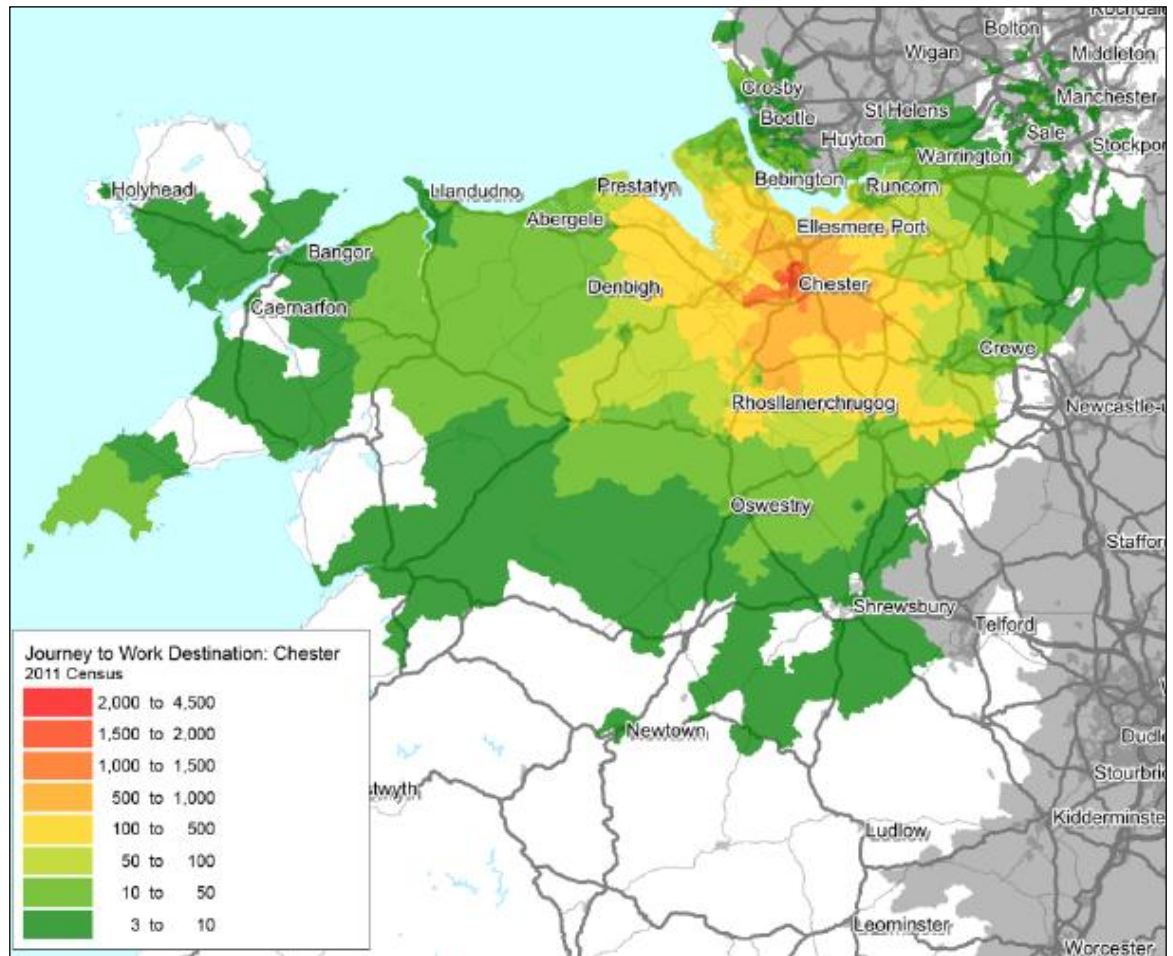 Rochdale
Bolton
Wigan
Middleton
Crosby
Manchester
Bootle
St Helens
Huyton
Sale
Stockpor
Warrington
Holyhead
Llandudno
Prestatyn
Bebington
Runcorn
Abergele
Ellesmere Port
Bangor
Denbigh
Chester
Caernarfon
Crewe
Rhosllanerchrugog
Newcastle-
Oswestry
Stafford
Shrewsbury
Telford
Journey to Work Destination: Chester
2011 Census
2,000 to 4,500
1,500 to 2,000
1,000 to 1,500
500 to 1,000
100 to 500
50 to 100
10 to 50
3 to 10
Newtown
Dudle
Stourbri
stwyth
Kidderminste
Ludlow
Leominster
Worcester